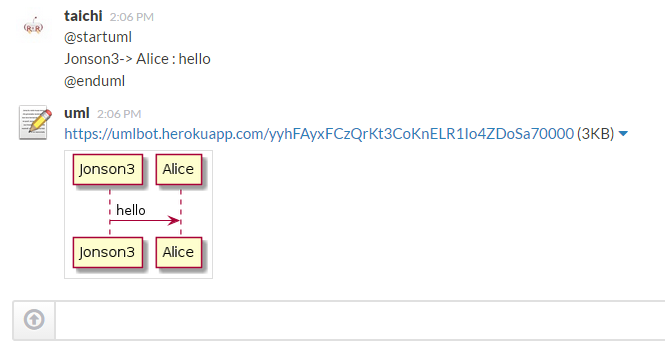 taichi 2:06 PM
@startuml
Jonson3-> Alice : hello
@enduml
uml 2:06 PM
https://umlbot.herokuapp.com/yyhFAyxFCzQrKt3CoKnELR1Io4ZDoSa70000 (3KB)
Jonson3 Alice
hello
Jonson3 Alice